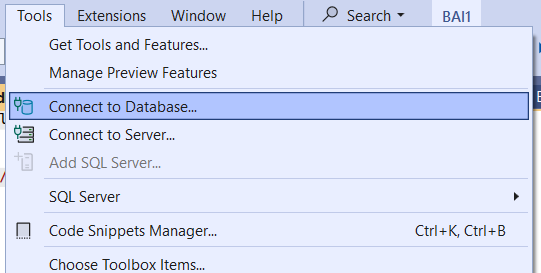 Tools Extensions Window Help Search BAI1
Get Tools and Features...
Manage Preview Features
Connect to Database...
Connect to Server...
Add SQL Server...
SQL Server
Code Snippets Manager... Ctrl+K, Ctrl+B
Choose Toolbox Items...